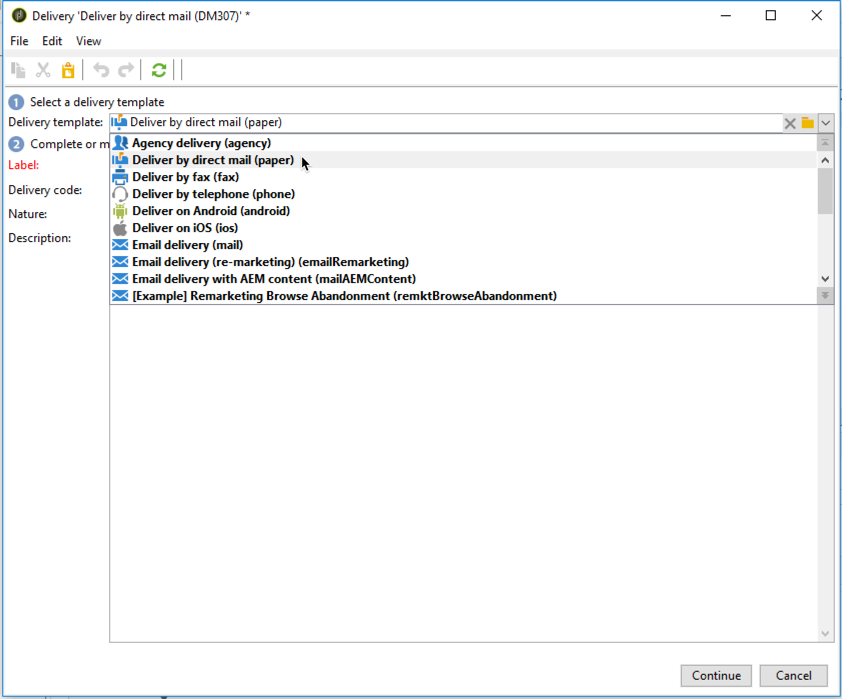 Delivery 'Deliver by direct mail (DM307)' *
File Edit View
1 Select a delivery template
Delivery template: Deliver by direct mail (paper)
2 Complete or m
Agency delivery (agency)
Label:
Deliver by direct mail (paper)
Deliver by fax (fax)
Delivery code:
Deliver by telephone (phone)
Nature:
Deliver on Android (android)
Deliver on iOS (ios)
Description:
Email delivery (mail)
Email delivery (re-marketing) (emailRemarketing)
Email delivery with AEM content (mailAEMContent)
[Example] Remarketing Browse Abandonment (remktBrowseAbandonment)
Continue Cancel